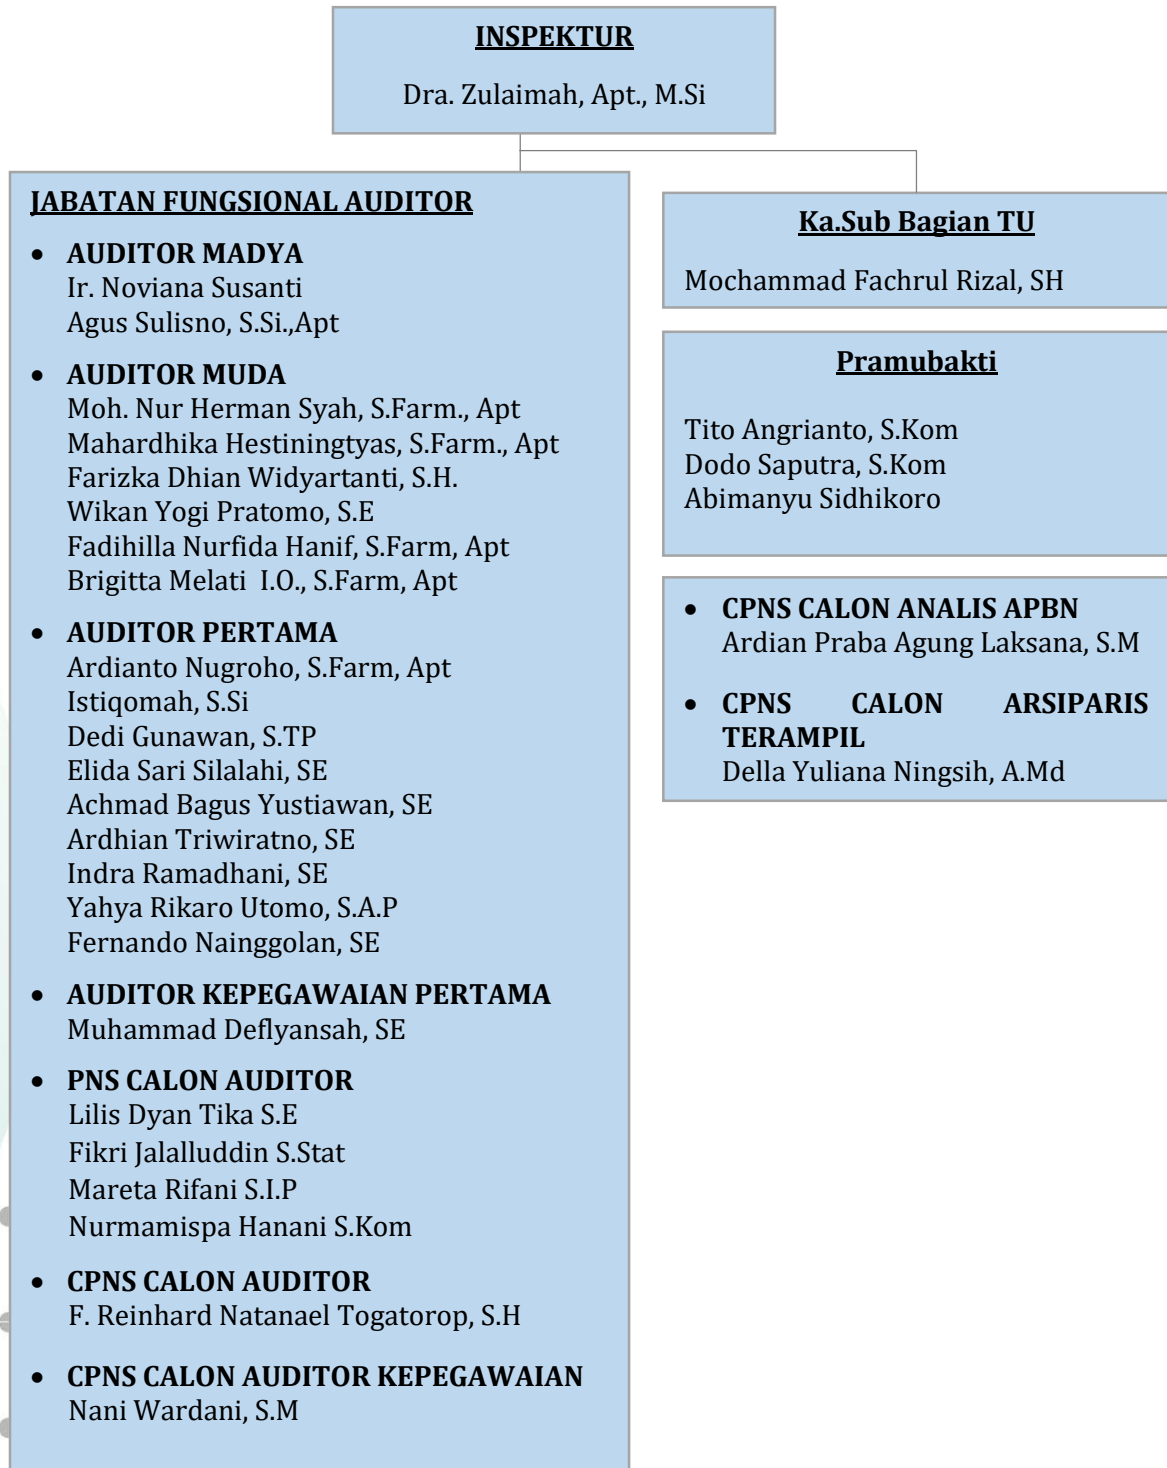 INSPEKTUR
Dra. Zulaimah, Apt., M.Si
JABATAN FUNGSIONAL AUDITOR
• AUDITOR MADYA
Ir. Noviana Susanti
Agus Sulisno, S.Si.,Apt
• AUDITOR MUDA
Moh. Nur Herman Syah, S.Farm., Apt
Mahardhika Hestiningtyas, S.Farm., Apt
Farizka Dhian Widyartanti, S.H.
Wikan Yogi Pratomo, S.E
Fadihilla Nurfida Hanif, S.Farm, Apt
Brigitta Melati I.O., S.Farm, Apt
• AUDITOR PERTAMA
Ardianto Nugroho, S.Farm, Apt
Istiqomah, S.Si
Dedi Gunawan, S.TP
Elida Sari Silalahi, SE
Achmad Bagus Yustiawan, SE
Ardhian Triwiratno, SE
Indra Ramadhani, SE
Yahya Rikaro Utomo, S.A.P
Fernando Nainggolan, SE
• AUDITOR KEPEGAWAIAN PERTAMA
Muhammad Deflyansah, SE
• PNS CALON AUDITOR
Lilis Dyan Tika S.E
Fikri Jalalluddin S.Stat
Mareta Rifani S.I.P
Nurmamispa Hanani S.Kom
• CPNS CALON AUDITOR
F. Reinhard Natanael Togatorop, S.H
• CPNS CALON AUDITOR KEPEGAWAIAN
Nani Wardani, S.M
Ka.Sub Bagian TU
Mochammad Fachrul Rizal, SH
Pramubakti
Tito Angrianto, S.Kom
Dodo Saputra, S.Kom
Abimanyu Sidhikoro
• CPNS CALON ANALIS APBN
Ardian Praba Agung Laksana, S.M
• CPNS CALON ARSIPARIS
TERAMPIL
Della Yuliana Ningsih, A.Md